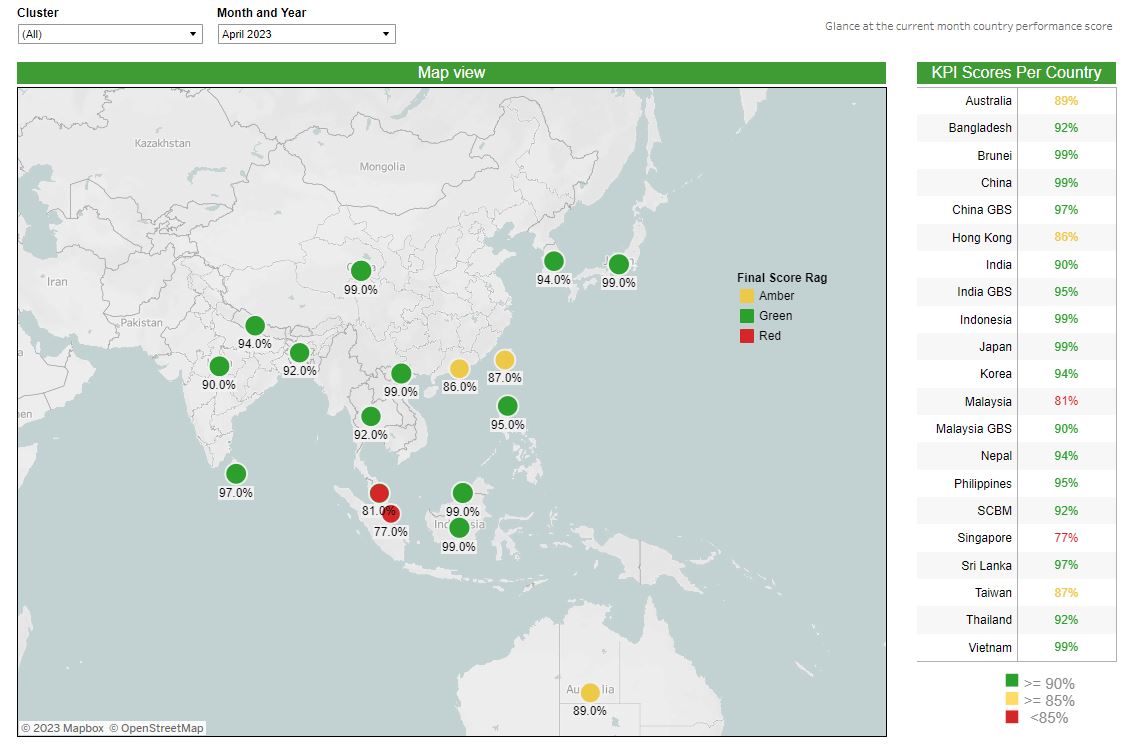 Cluster
Month and Year
(All)
April 2023
Glance at the current month country performance score
Map view
Kazakhstan
Mongolia
Iran
Pakistan
99.0%
94.0%
99.0%
94.0%
92.0%
90.0%
99.0%
86.0%
87.0%
92.0%
95.0%
97.0%
81.0%
77.0%
99.0%
99.0%
89.0%
Final Score Rag
Amber
Green
Red
© 2023 Mapbox © OpenStreetMap
KPI Scores Per Country
Australia 89%
Bangladesh 92%
Brunei 99%
China 99%
China GBS 97%
Hong Kong 86%
India 90%
India GBS 95%
Indonesia 99%
Japan 99%
Korea 94%
Malaysia 81%
Malaysia GBS 90%
Nepal 94%
Philippines 95%
SCBM 92%
Singapore 77%
Sri Lanka 97%
Taiwan 87%
Thailand 92%
Vietnam 99%
>= 90%
>= 85%
<85%